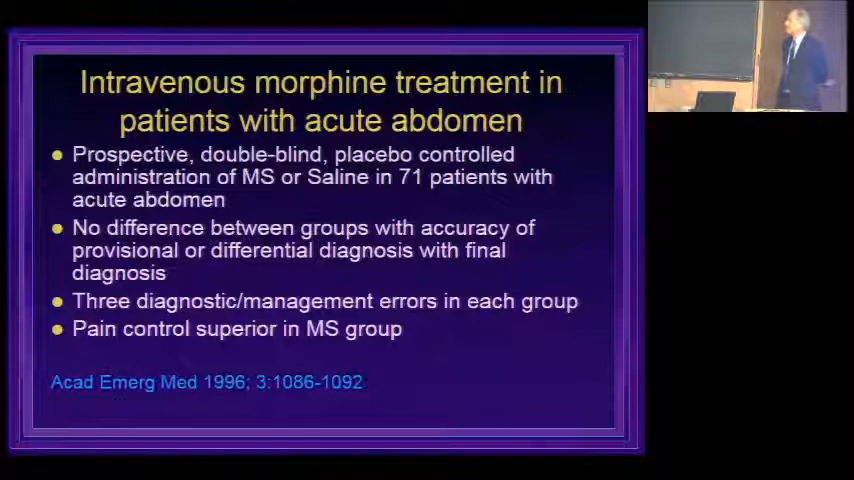 Intravenous morphine treatment in
patients with acute abdomen
Prospective, double-blind, placebo controlled
administration of MS or Saline in 71 patients with
acute abdomen
No difference between groups with accuracy of
provisional or differential diagnosis with final
diagnosis
Three diagnostic/management errors in each group
Pain control superior in MS group
Acad Emerg Med 1996; 3:1086-1092